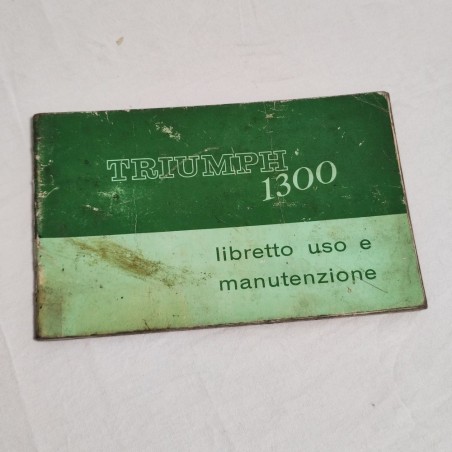 TRIUMPH
1300
libretto uso e
manutenzione